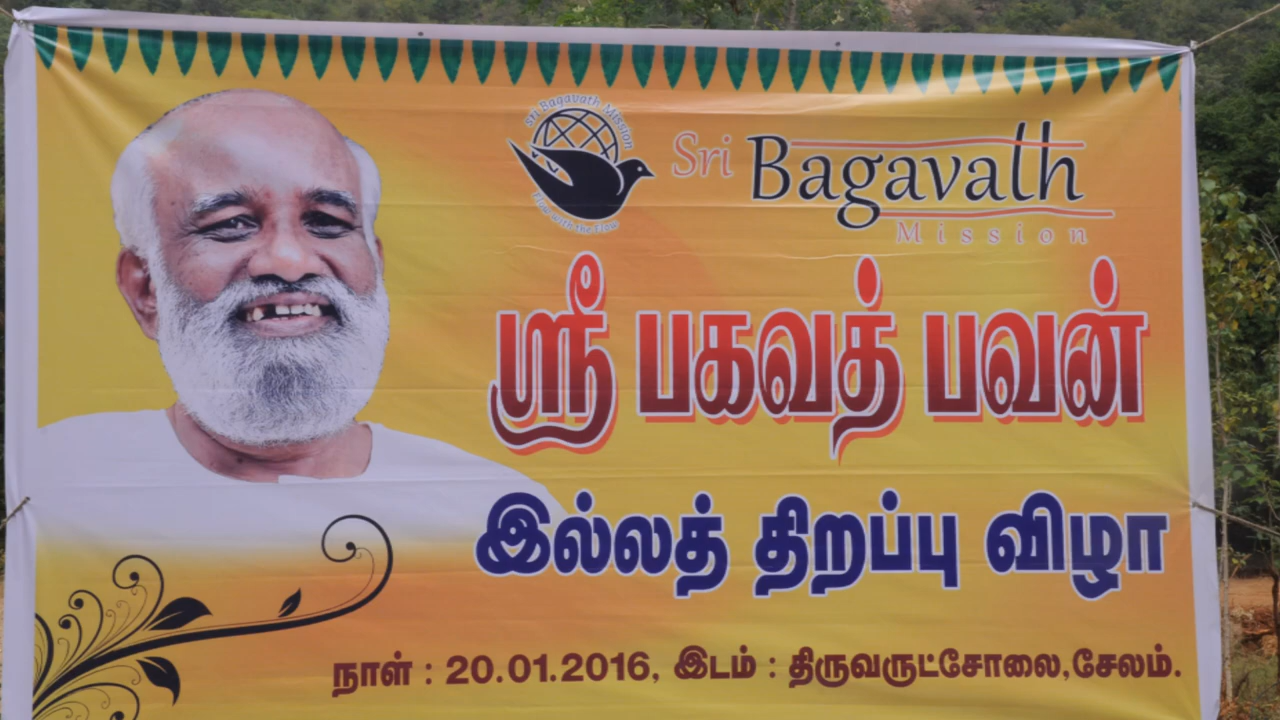 Sri Bagavath Mission
Flow with the Flow
Sri Bagavath
Mission
ஸ்ரீ பகவத் பவன்
இல்லத் திறப்பு விழா
நாள் : 20.01.2016, இடம் : திருவருட்சோலை,சேலம்.